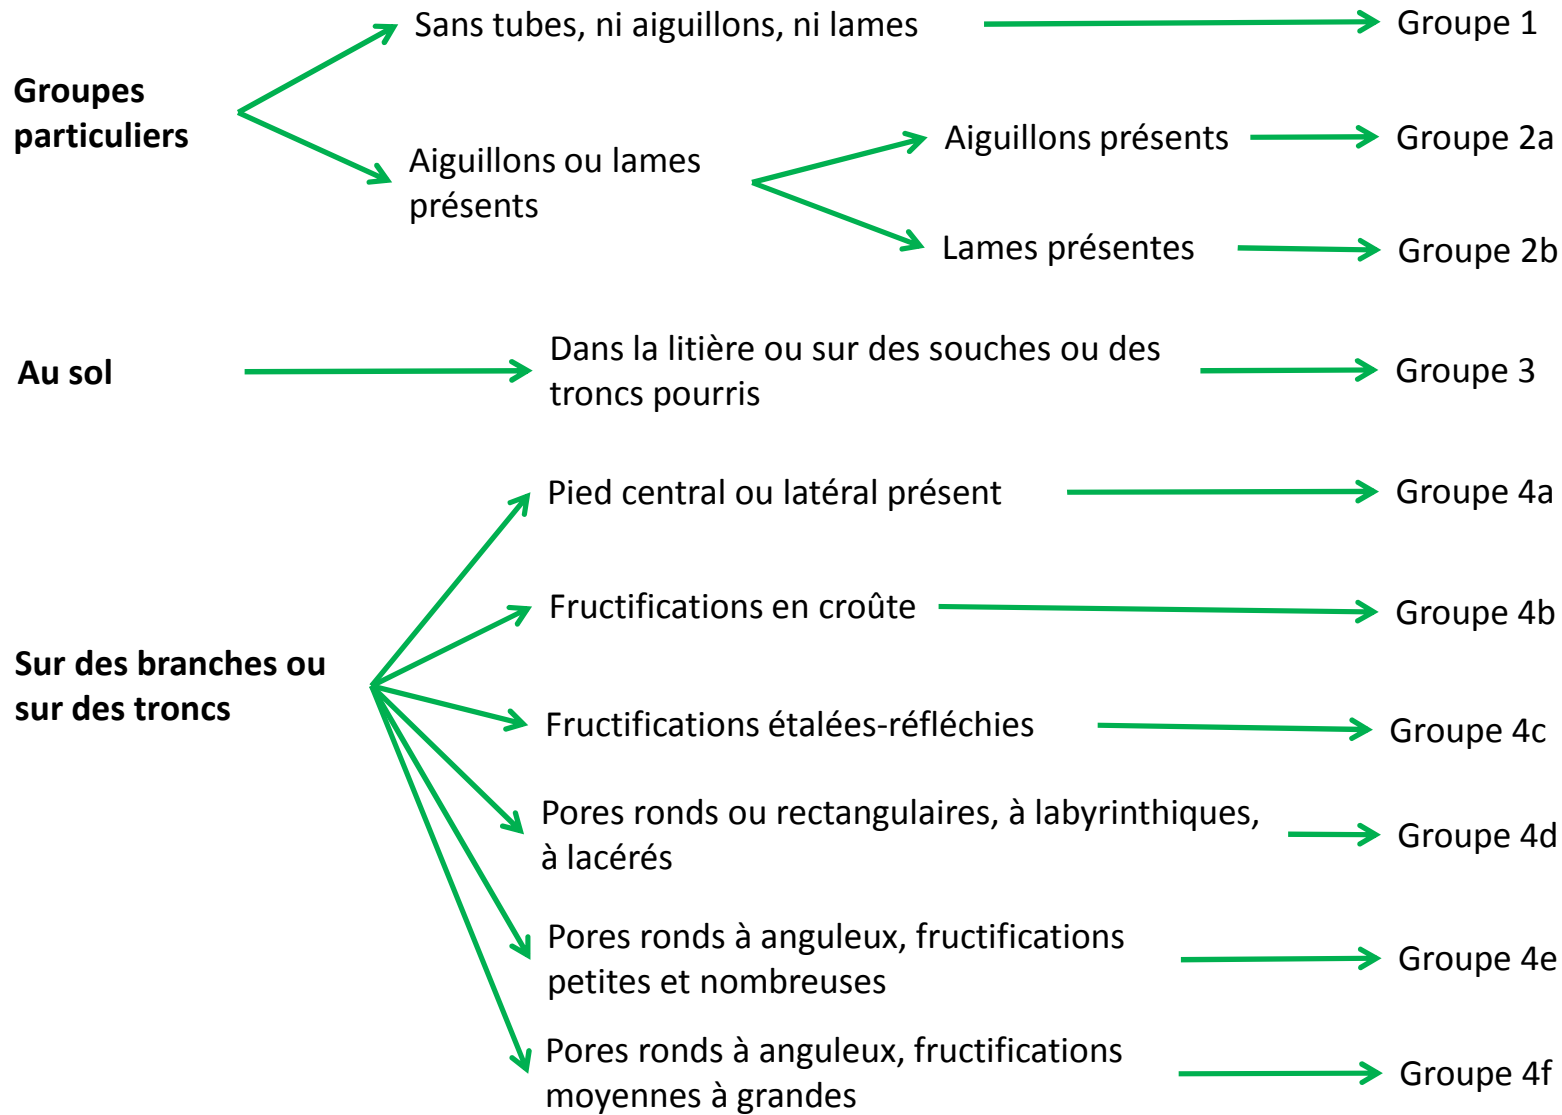 Groupes
particuliers
Sans tubes, ni aiguillons, ni lames
Groupe 1
Aiguillons ou lames
présents
Aiguillons présents
Groupe 2a
Lames présentes
Groupe 2b
Au sol
Dans la litière ou sur des souches ou des
troncs pourris
Groupe 3
Sur des branches ou
sur des troncs
Pied central ou latéral présent
Groupe 4a
Fructifications en croûte
Groupe 4b
Fructifications étalées-réfléchies
Groupe 4c
Pores ronds ou rectangulaires, à labyrinthiques,
à lacérés
Groupe 4d
Pores ronds à anguleux, fructifications
petites et nombreuses
Groupe 4e
Pores ronds à anguleux, fructifications
moyennes à grandes
Groupe 4f